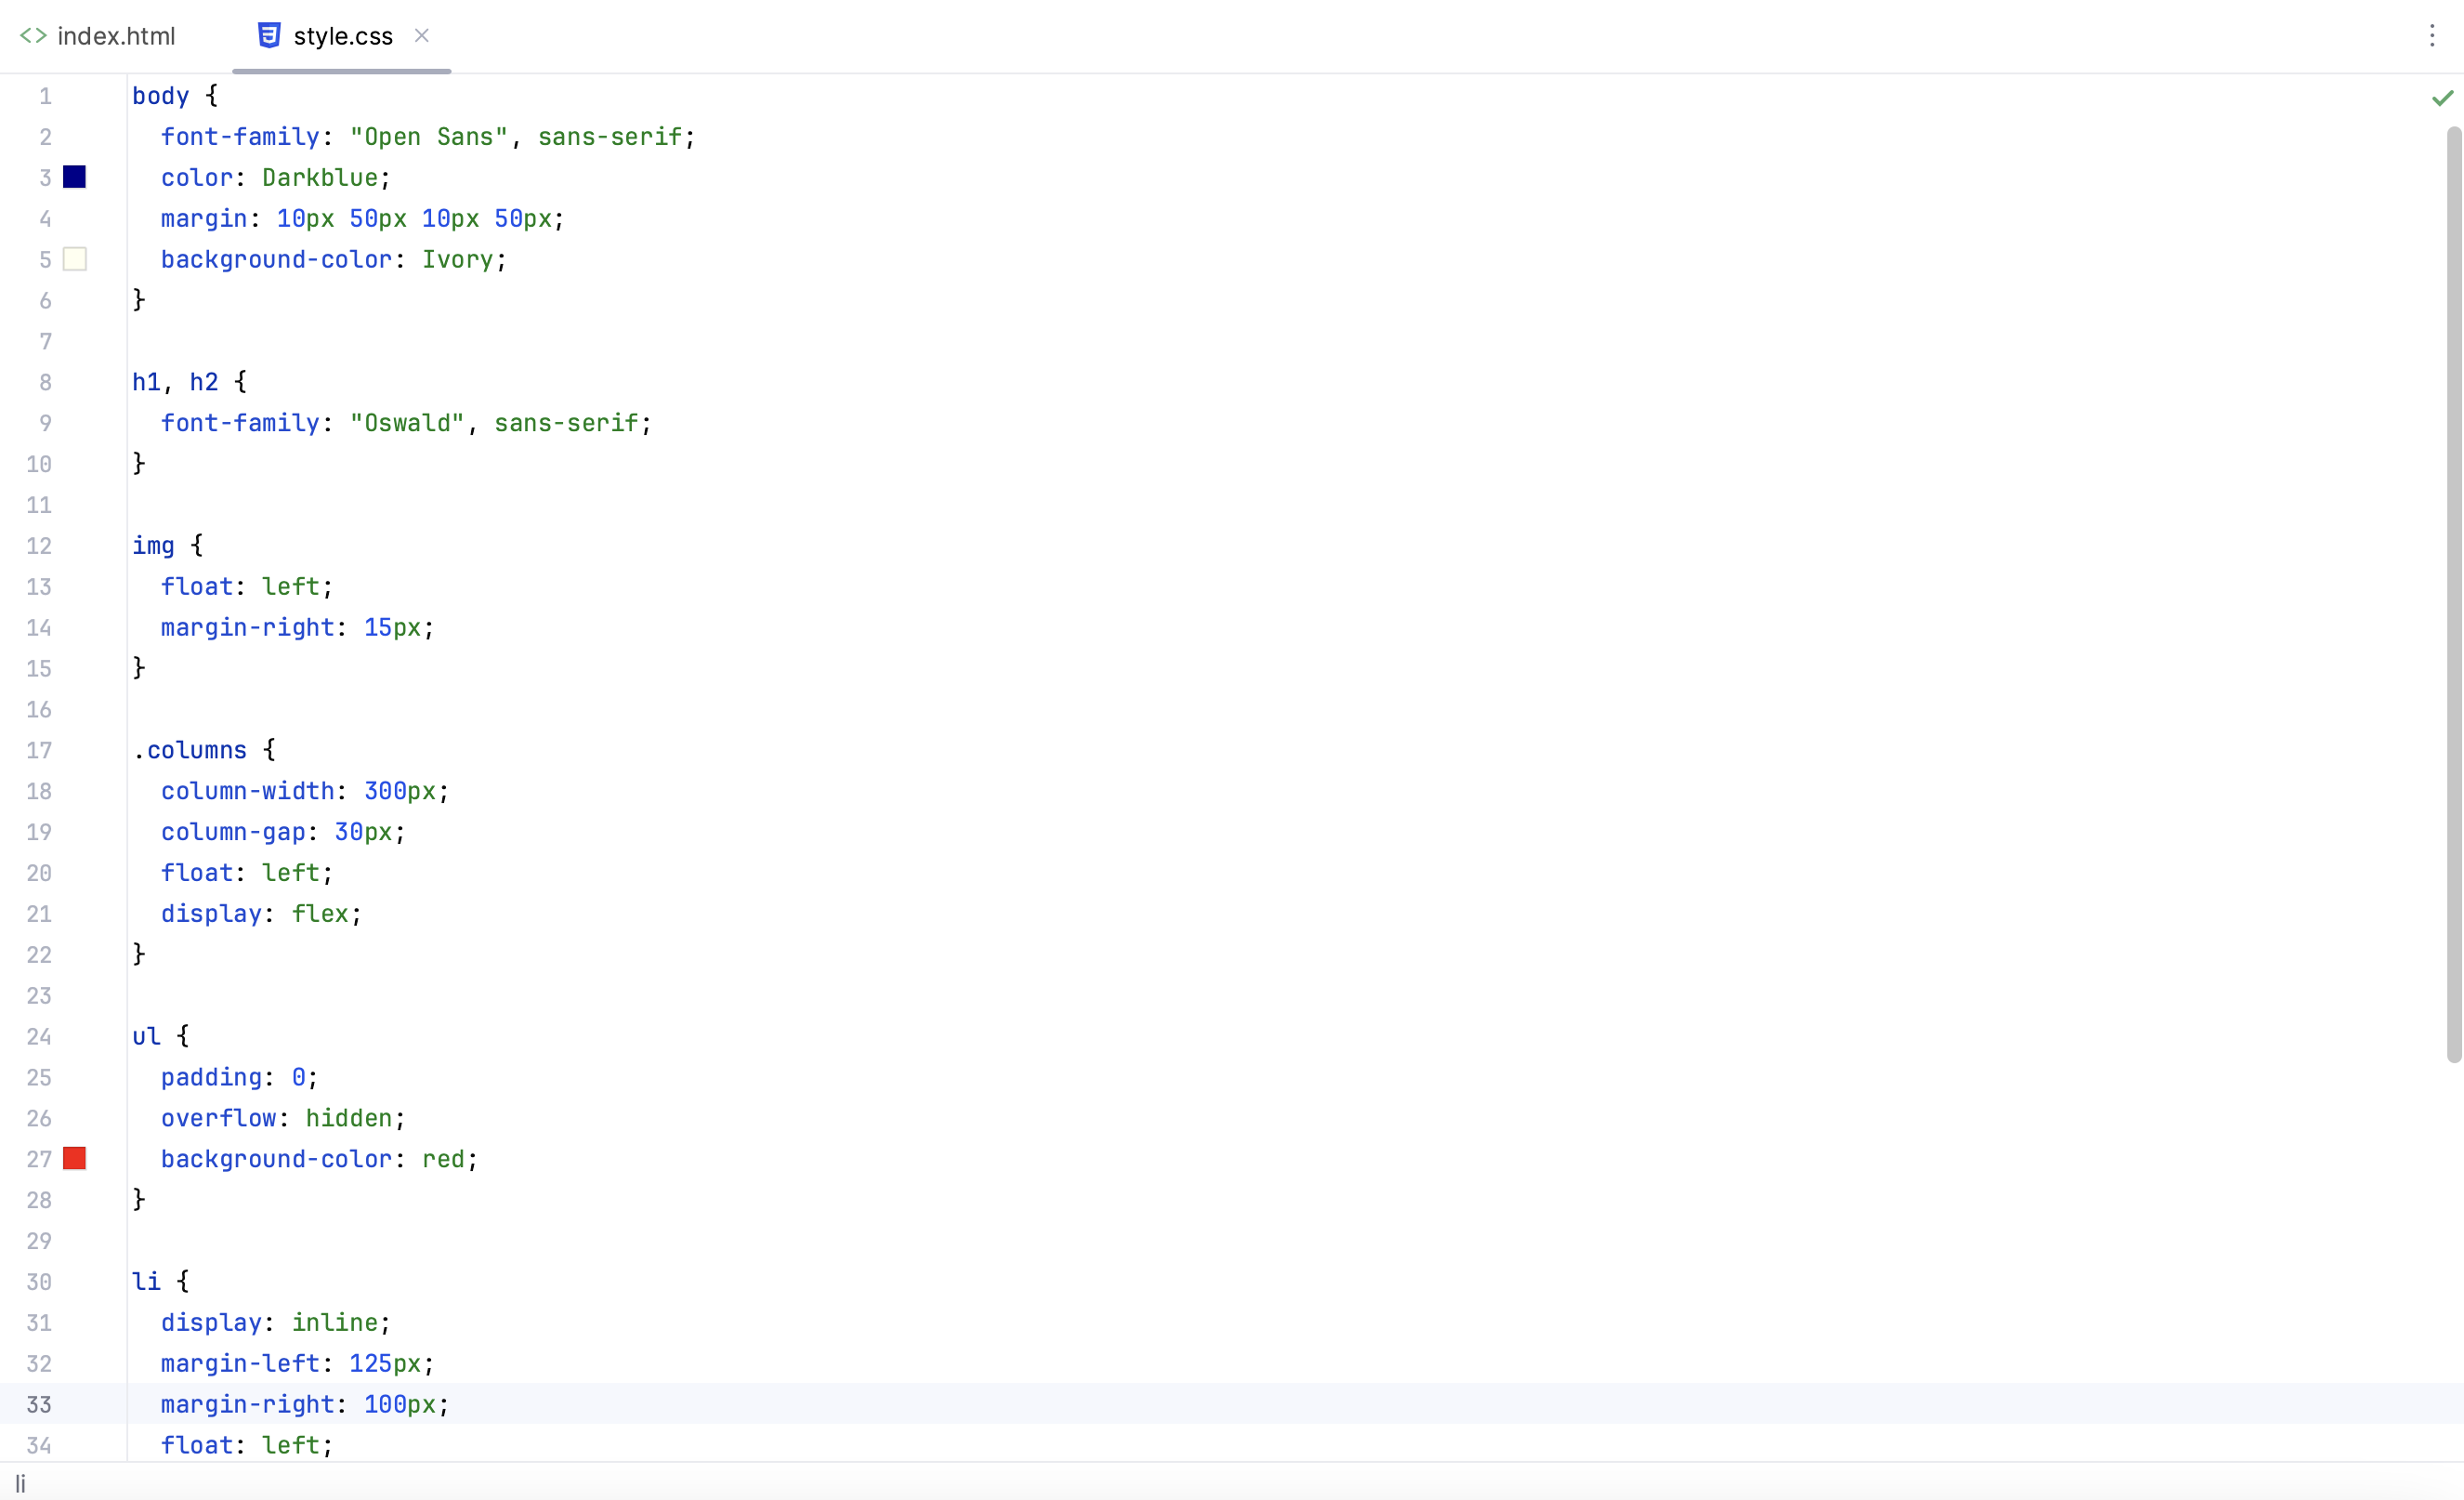 index.html style.css
1 body {
2   font-family: "Open Sans", sans-serif;
3   color: Darkblue;
4   margin: 10px 50px 10px 50px;
5   background-color: Ivory;
6 }
7
8 h1, h2 {
9   font-family: "Oswald", sans-serif;
10 }
11
12 img {
13   float: left;
14   margin-right: 15px;
15 }
16
17 .columns {
18   column-width: 300px;
19   column-gap: 30px;
20   float: left;
21   display: flex;
22 }
23
24 ul {
25   padding: 0;
26   overflow: hidden;
27   background-color: red;
28 }
29
30 li {
31   display: inline;
32   margin-left: 125px;
33   margin-right: 100px;
34   float: left;
li